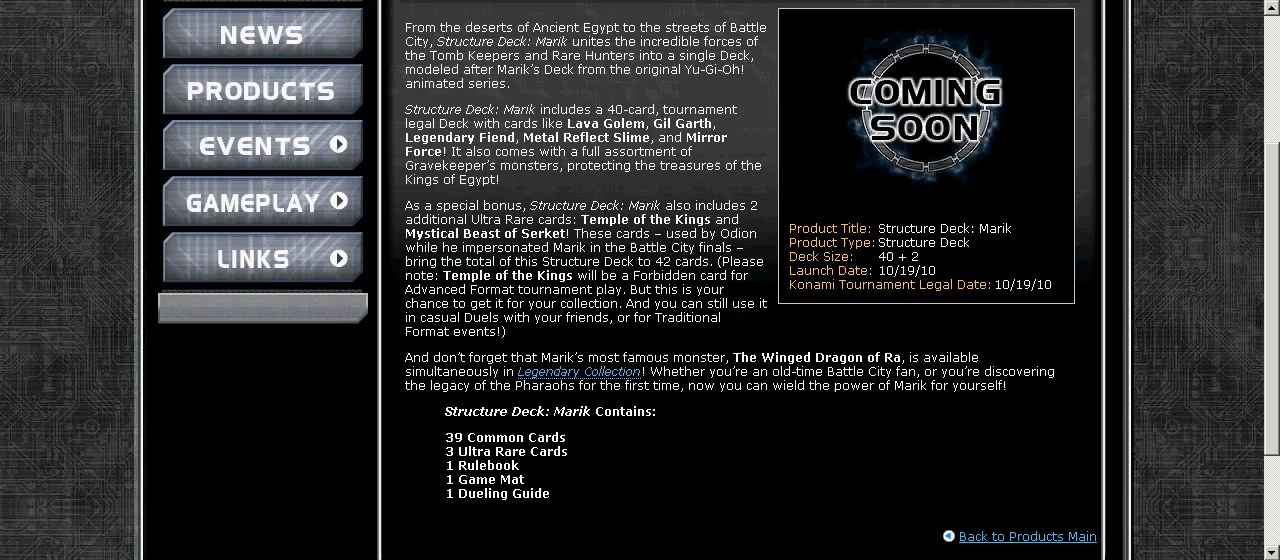 NEWS
PRODUCTS
EVENTS
GAMEPLAY
LINKS
From the deserts of Ancient Egypt to the streets of Battle
City, Structure Deck: Marik unites the incredible forces of
the Tomb Keepers and Rare Hunters into a single Deck,
modeled after Marik's Deck from the original Yu-Gi-Oh!
animated series.
Structure Deck: Marik includes a 40-card, tournament
legal Deck with cards like Lava Golem, Gil Garth,
Legendary Fiend, Metal Reflect Slime, and Mirror
Force! It also comes with a full assortment of
Gravekeeper's monsters, protecting the treasures of the
Kings of Egypt!
As a special bonus, Structure Deck: Marik also includes 2
additional Ultra Rare cards: Temple of the Kings and
Mystical Beast of Serket! These cards – used by Odion
while he impersonated Marik in the Battle City finals –
bring the total of this Structure Deck to 42 cards. (Please
note: Temple of the Kings will be a Forbidden card for
Advanced Format tournament play. But this is your
chance to get it for your collection. And you can still use it
in casual Duels with your friends, or for Traditional
Format events!)
COMING
SOON
Product Title: Structure Deck: Marik
Product Type: Structure Deck
Deck Size: 40 + 2
Launch Date: 10/19/10
Konami Tournament Legal Date: 10/19/10
And don't forget that Marik's most famous monster, The Winged Dragon of Ra, is available
simultaneously in Legendary Collection! Whether you're an old-time Battle City fan, or you're discovering
the legacy of the Pharaohs for the first time, now you can wield the power of Marik for yourself!
Structure Deck: Marik Contains:
39 Common Cards
3 Ultra Rare Cards
1 Rulebook
1 Game Mat
1 Dueling Guide
Back to Products Main